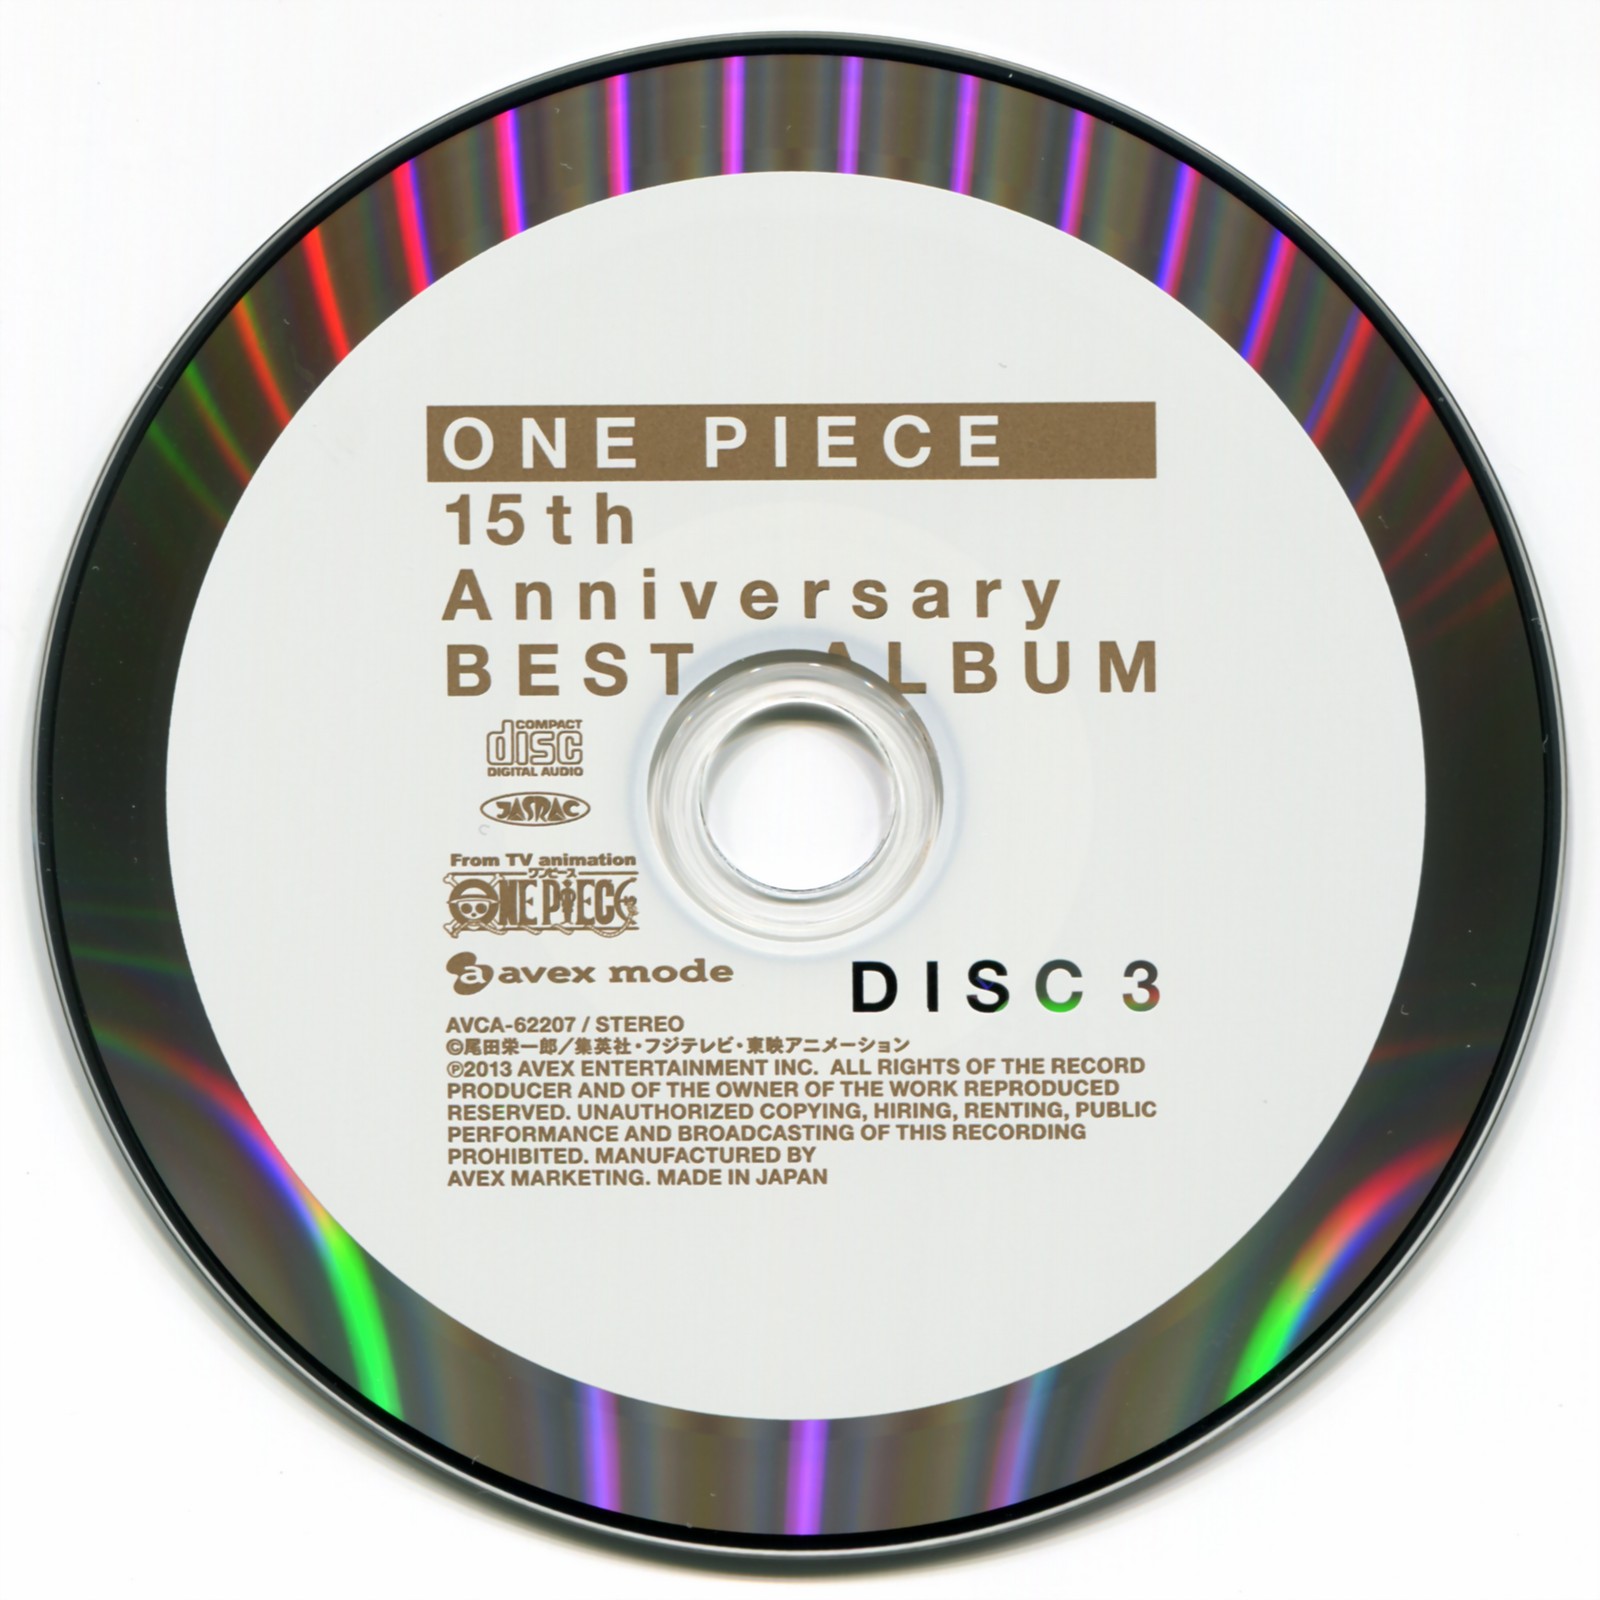 ONE PIECE
15th
Anniversary
BEST ALBUM
COMPACT
disc
DIGITAL AUDIO
JASRAC
From TV animation
ワンピース
ONE PIECE
a avex mode
DISC 3
AVCA-62207 / STEREO
©尾田栄一郎／集英社・フジテレビ・東映アニメーション
℗2013 AVEX ENTERTAINMENT INC. ALL RIGHTS OF THE RECORD
PRODUCER AND OF THE OWNER OF THE WORK REPRODUCED
RESERVED. UNAUTHORIZED COPYING, HIRING, RENTING, PUBLIC
PERFORMANCE AND BROADCASTING OF THIS RECORDING
PROHIBITED. MANUFACTURED BY
AVEX MARKETING. MADE IN JAPAN